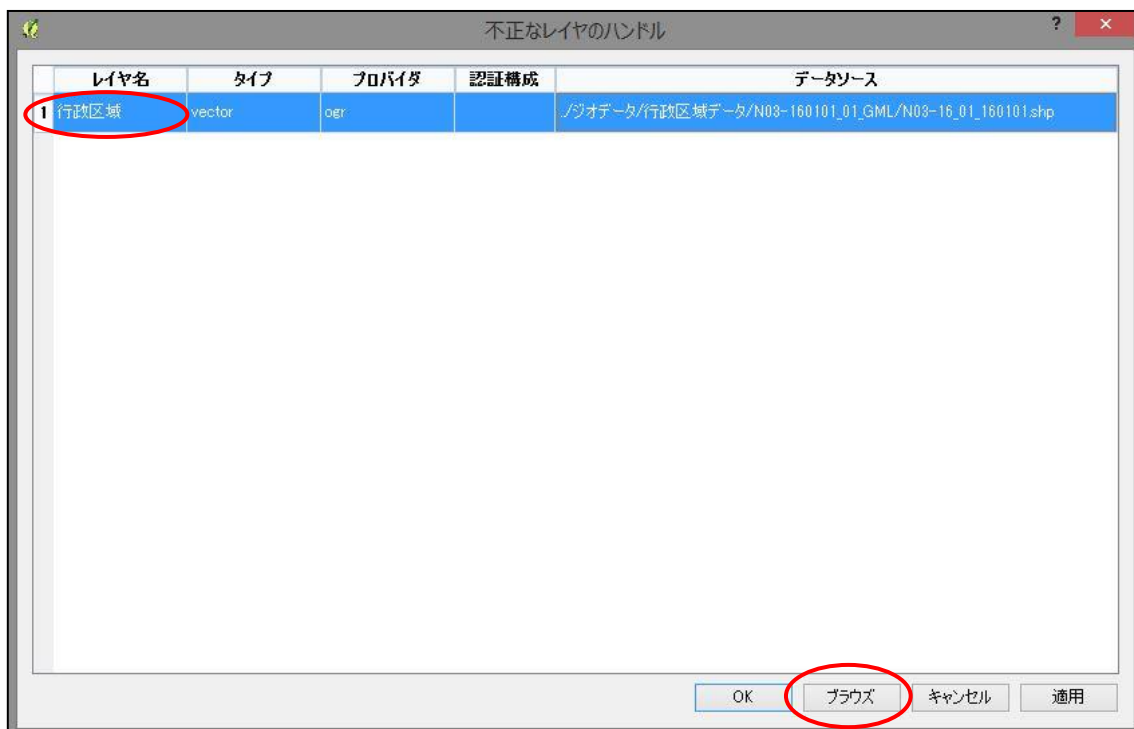 不正なレイヤのハンドル ? ×
レイヤ名 タイプ プロバイダ 認証構成 データソース
1 行政区域 vector ogr ./ジオデータ/行政区域データ/N03-160101_01_GML/N03-16_01_160101.shp
OK ブラウズ キャンセル 適用